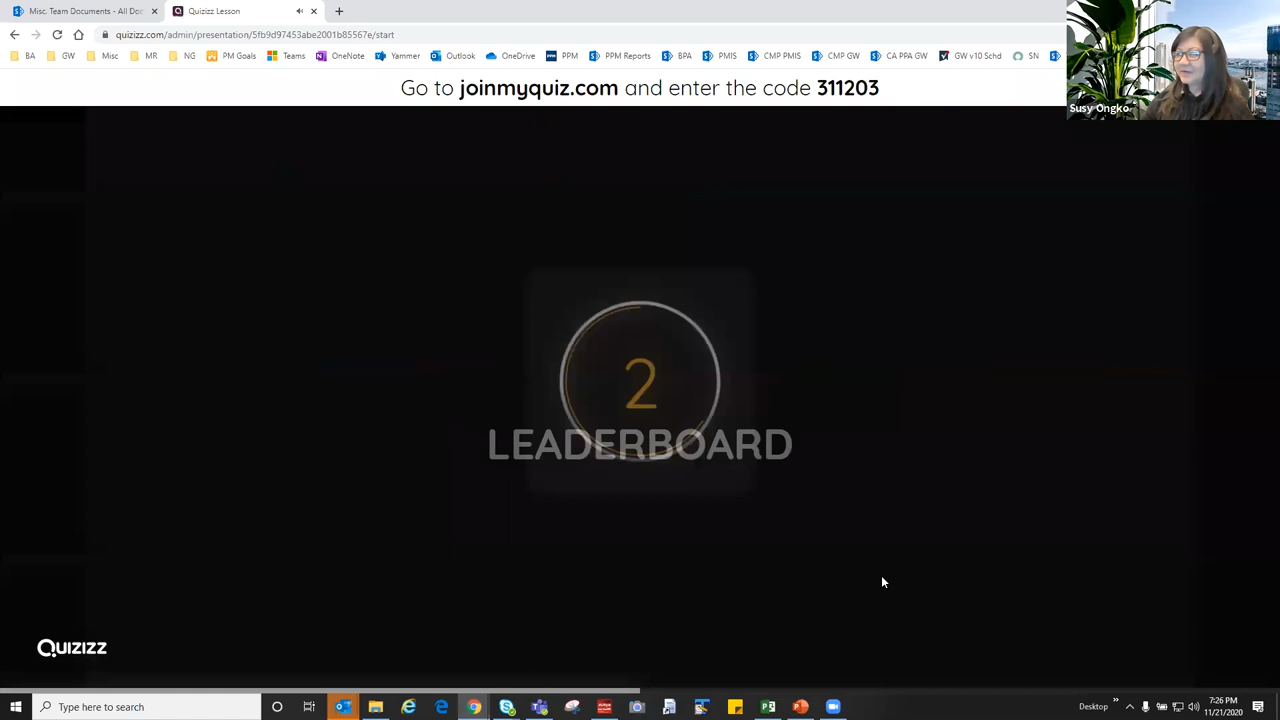 Misc. Team Documents - All Doc
Quizizz Lesson
quizizz.com/admin/presentation/5fb9d97453abe2001b85567e/start
BA
GW
Misc.
MR
NG
PM Goals
Teams
OneNote
Yammer
Outlook
OneDrive
PPM
PPM Reports
BPA
PMIS
CMP PMIS
CMP GW
CA PPA GW
GW v10 Schd
SN
Go to joinmyquiz.com and enter the code 311203
Susy Ongko
2
LEADERBOARD
Quizizz
Type here to search
Desktop
7:26 PM
11/21/2020